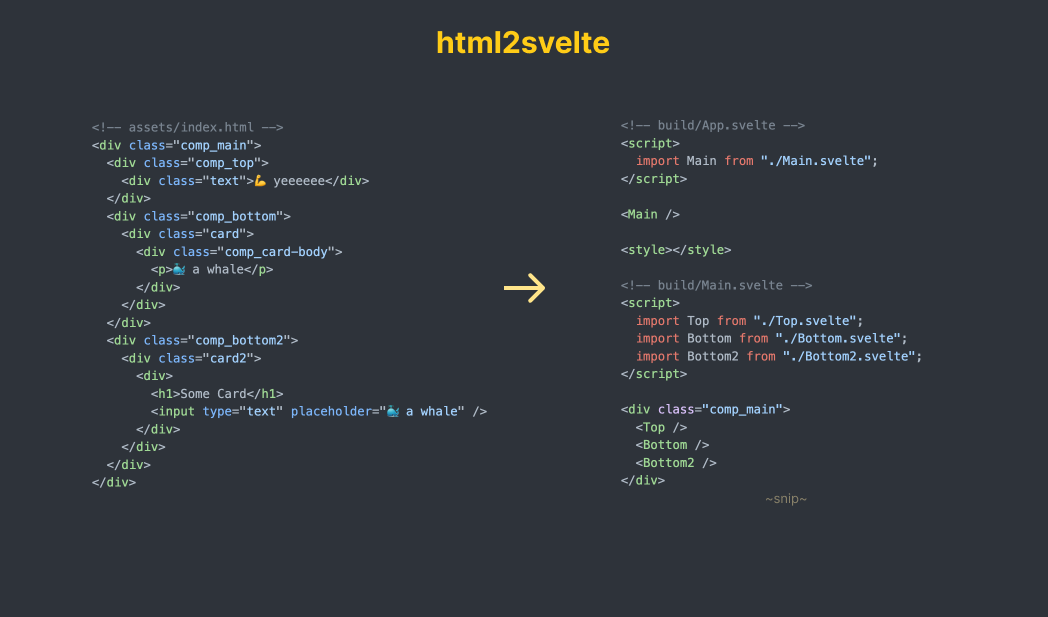 html2svelte
<!-- assets/index.html -->
<div class="comp_main">
  <div class="comp_top">
    <div class="text">💪 yeeeeee</div>
  </div>
  <div class="comp_bottom">
    <div class="card">
      <div class="comp_card-body">
        <p>🐳 a whale</p>
      </div>
    </div>
  </div>
  <div class="comp_bottom2">
    <div class="card2">
      <div>
        <h1>Some Card</h1>
        <input type="text" placeholder="🐳 a whale" />
      </div>
    </div>
  </div>
</div>
<!-- build/App.svelte -->
<script>
  import Main from "./Main.svelte";
</script>
<Main />
<style></style>
<!-- build/Main.svelte -->
<script>
  import Top from "./Top.svelte";
  import Bottom from "./Bottom.svelte";
  import Bottom2 from "./Bottom2.svelte";
</script>
<div class="comp_main">
  <Top />
  <Bottom />
  <Bottom2 />
</div>
~snip~